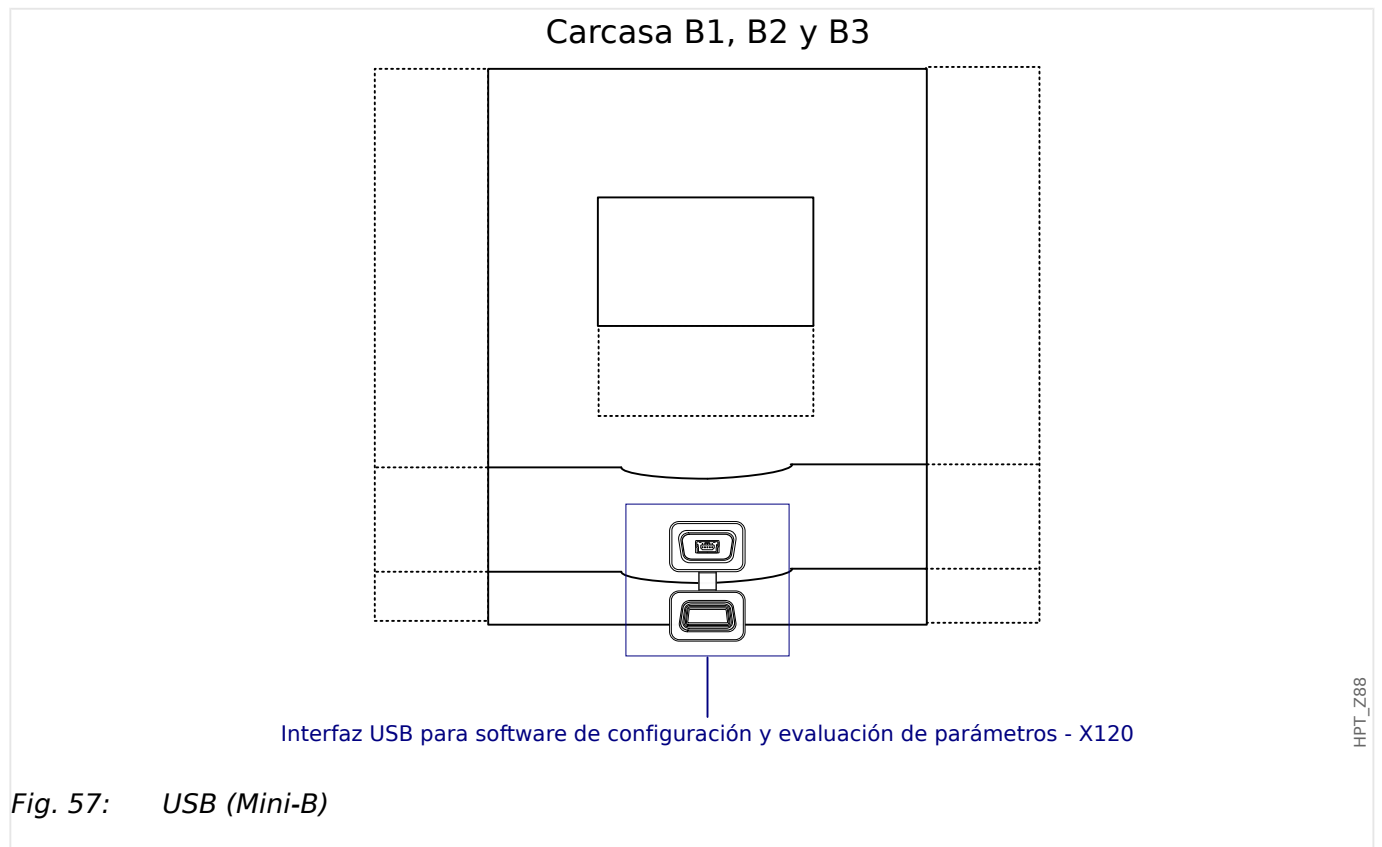 Carcasa B1, B2 y B3
Interfaz USB para software de configuración y evaluación de parámetros - X120
HPT_Z88
Fig. 57: USB (Mini-B)